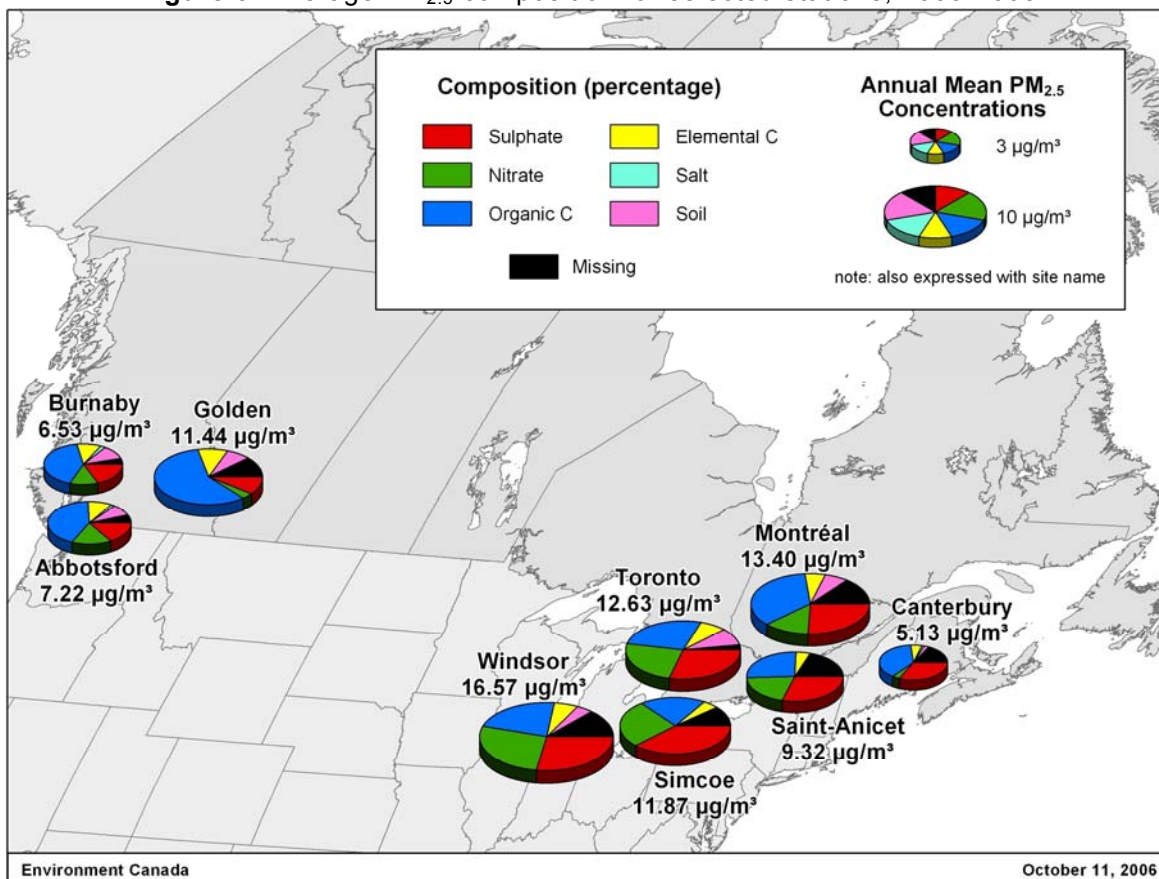 Composition (percentage)
Sulphate
Elemental C
Nitrate
Salt
Organic C
Soil
Missing
Annual Mean PM2.5
Concentrations
3 µg/m³
10 µg/m³
note: also expressed with site name
Burnaby
6.53 µg/m³
Golden
11.44 µg/m³
Abbotsford
7.22 µg/m³
Montréal
13.40 µg/m³
Toronto
12.63 µg/m³
Canterbury
5.13 µg/m³
Windsor
16.57 µg/m³
Saint-Anicet
9.32 µg/m³
Simcoe
11.87 µg/m³
Environment Canada
October 11, 2006